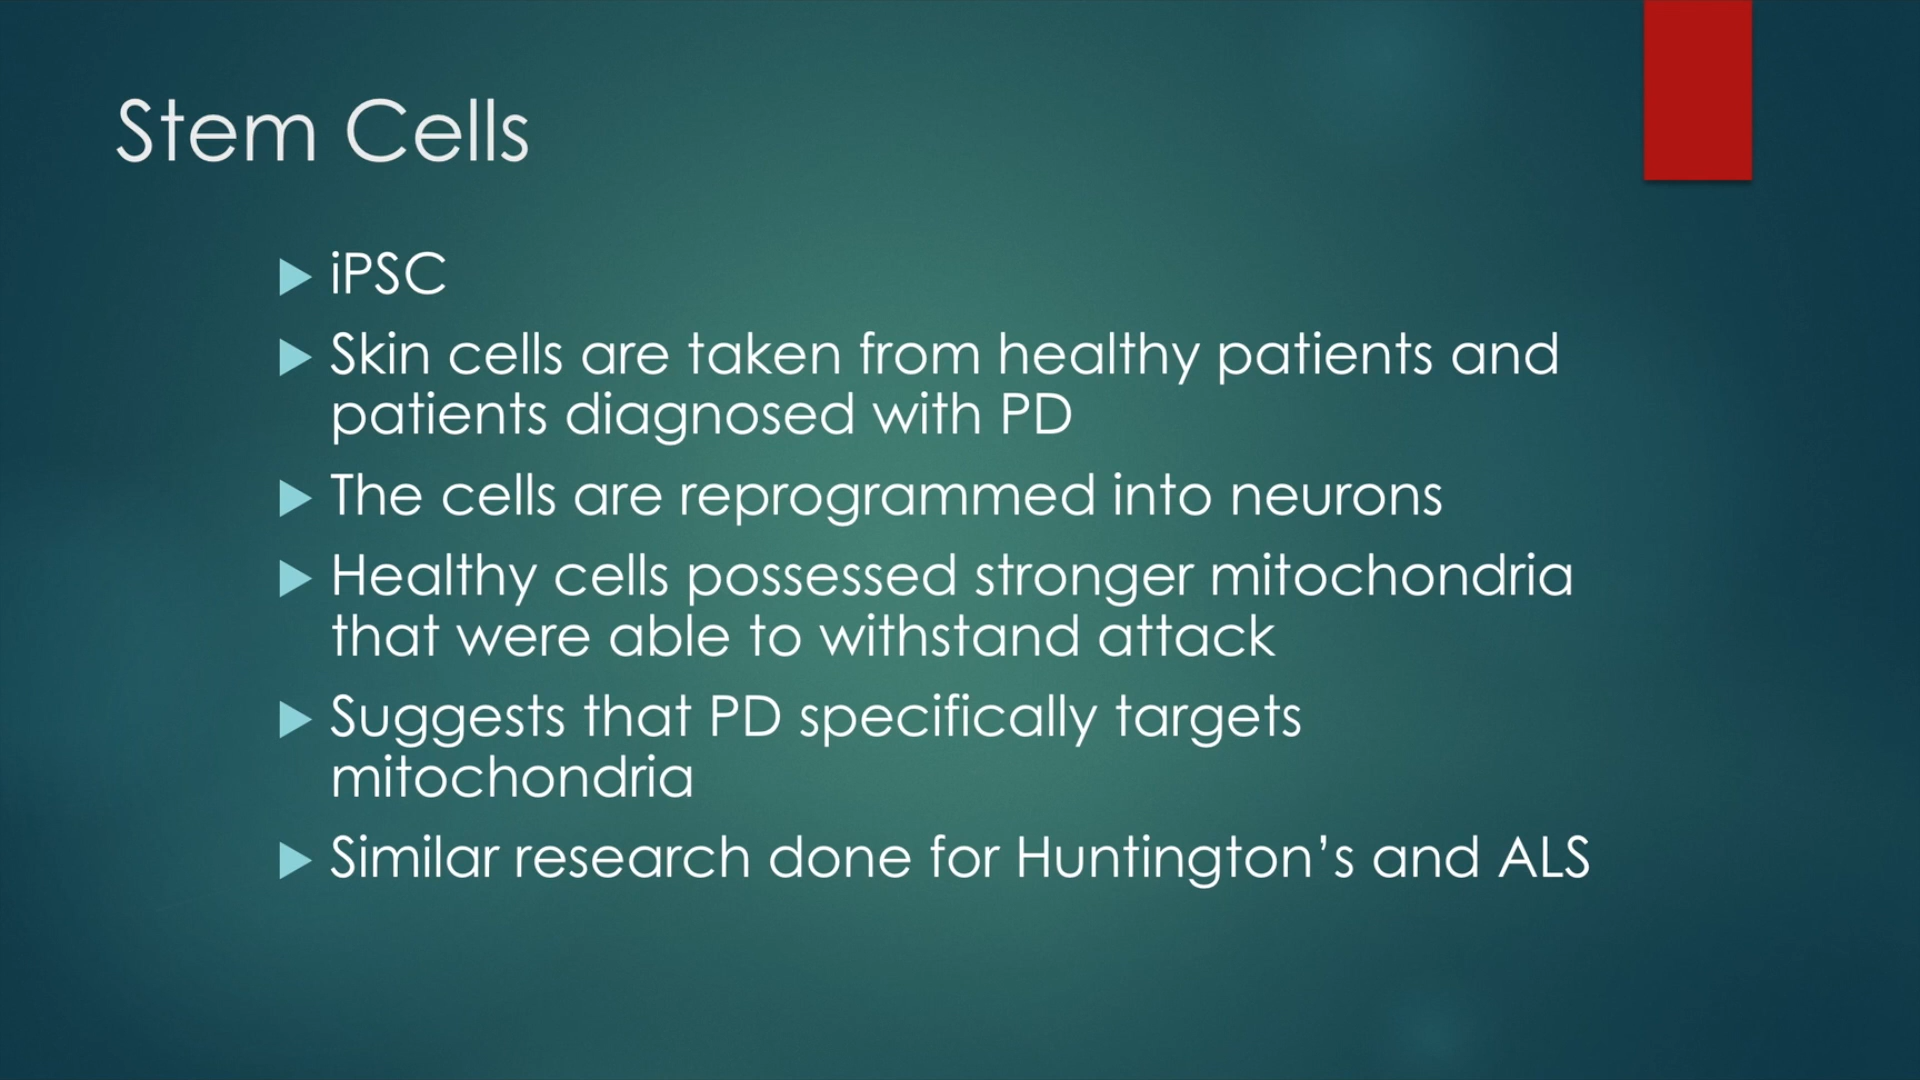 Stem Cells
iPSC
Skin cells are taken from healthy patients and
patients diagnosed with PD
The cells are reprogrammed into neurons
Healthy cells possessed stronger mitochondria
that were able to withstand attack
Suggests that PD specifically targets
mitochondria
Similar research done for Huntington’s and ALS